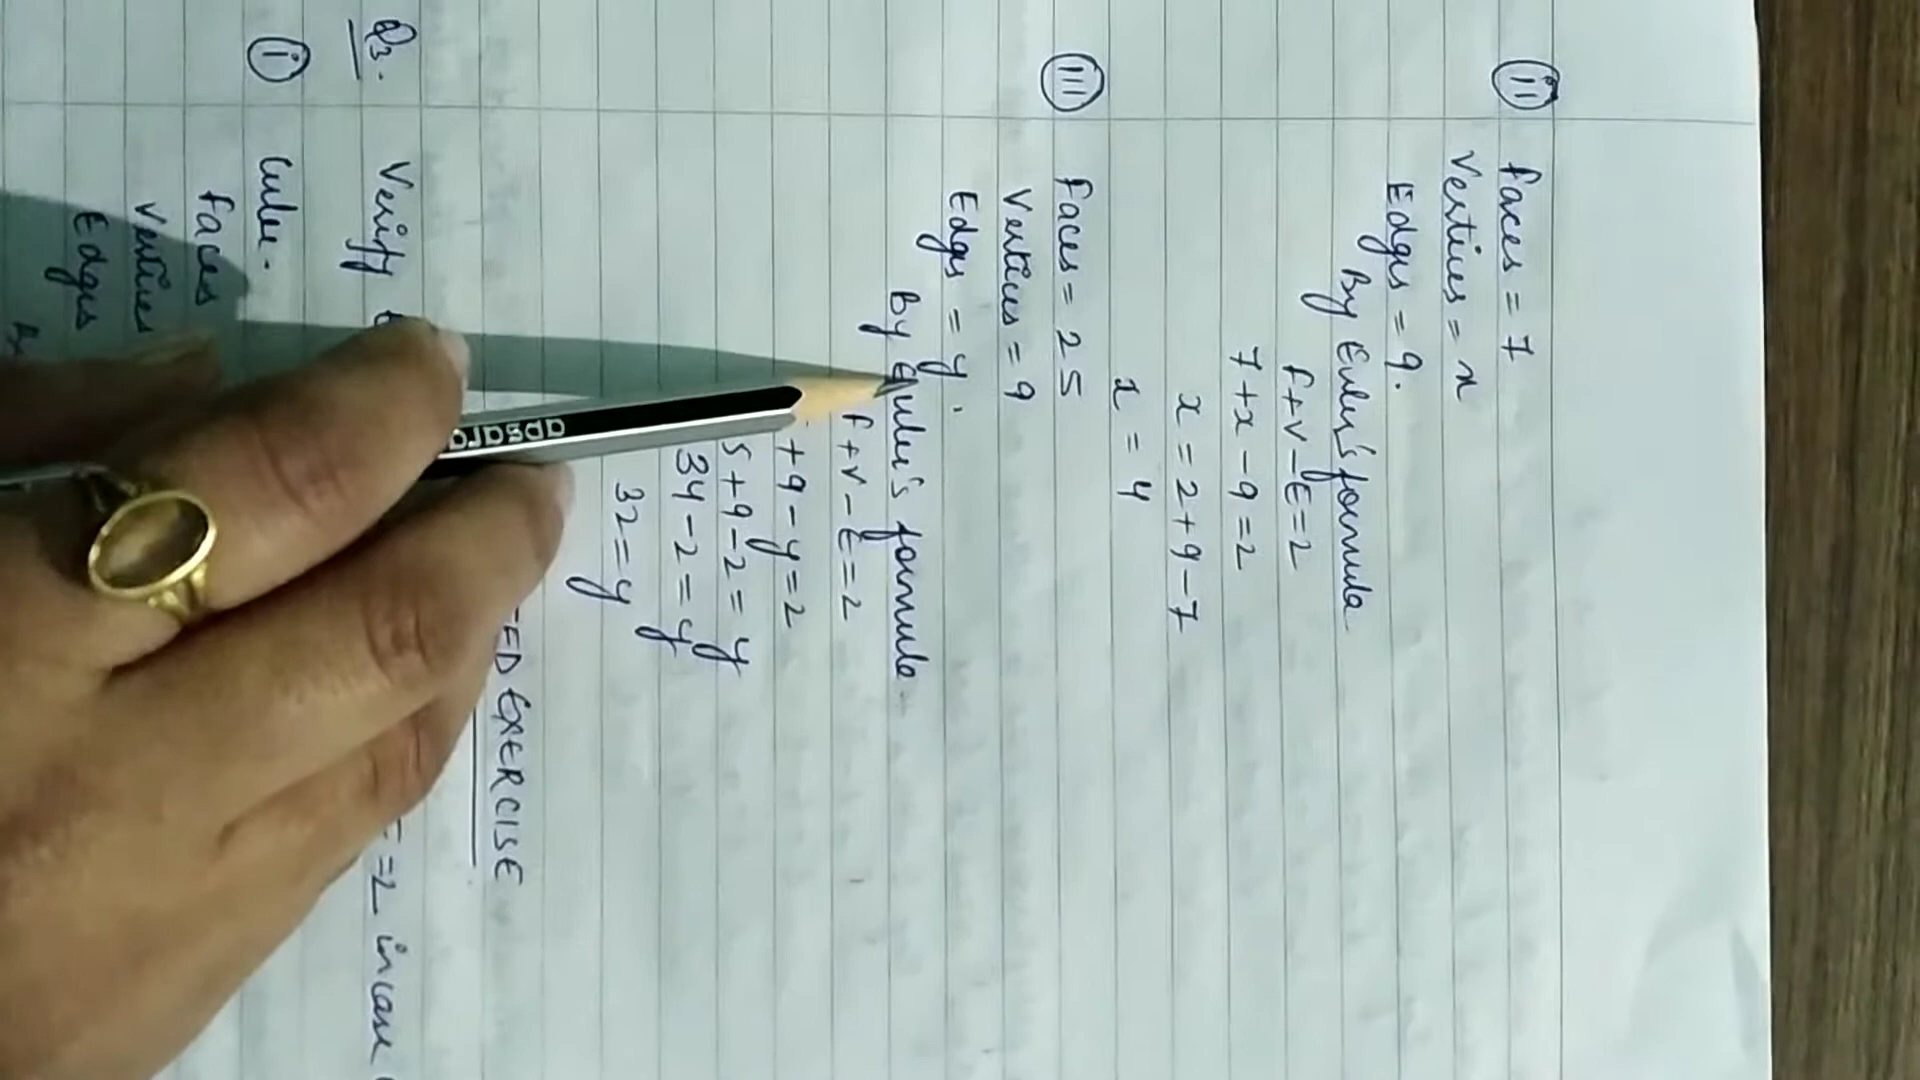 ii Faces = 7
Vertices = x
Edges = 9.
By Euler's formula
F+V-E=2
7+x-9=2
x=2+9-7
x = 4
iii Faces = 25
Vertices = 9
Edges = y.
By Euler's formula
F+V-E=2
+9-y=2
5+9-2=y
34-2=y
32=y
ED EXERCISE
Q3. Verify =2 in case
i Cube.
Faces
Vertices
Edges
apsara